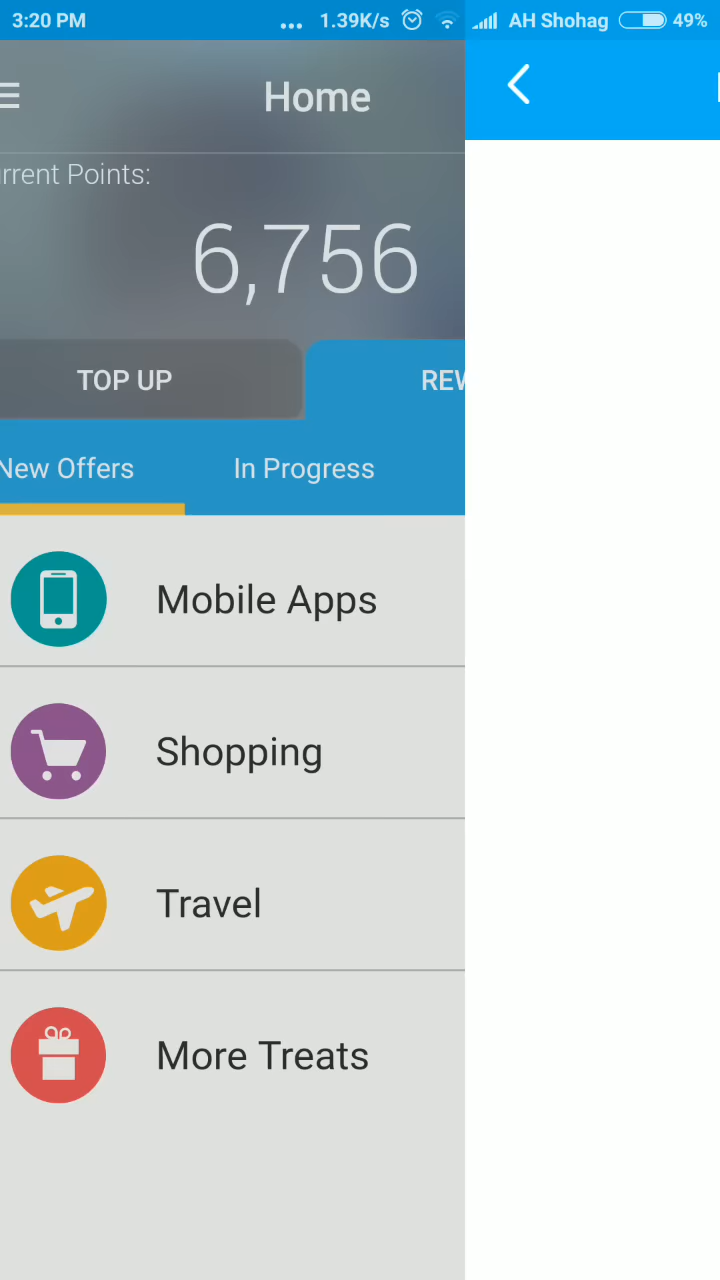 3:20 PM ... 1.39K/s AH Shohag 49%
Home
rrent Points:
6,756
TOP UP REW
New Offers In Progress
Mobile Apps
Shopping
Travel
More Treats